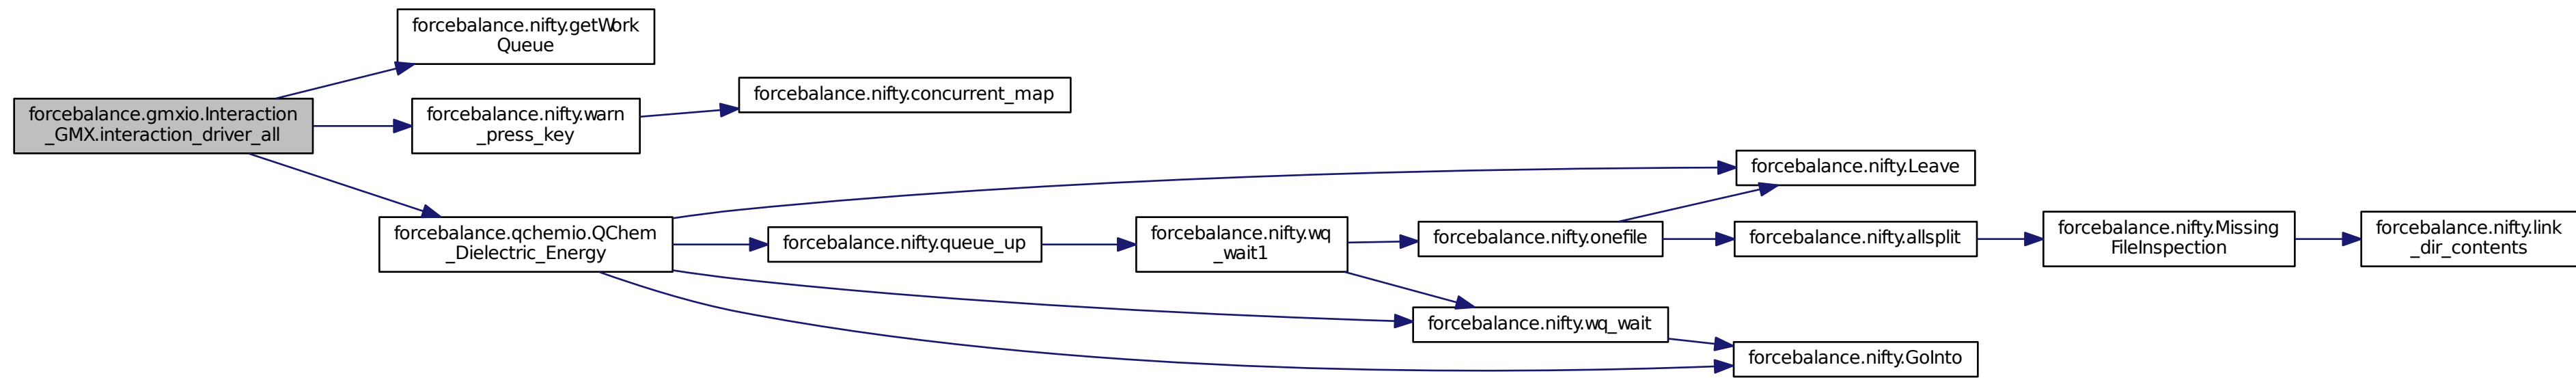 forcebalance.nifty.getWork
Queue
forcebalance.gmxio.Interaction
_GMX.interaction_driver_all
forcebalance.nifty.warn
_press_key
forcebalance.nifty.concurrent_map
forcebalance.qchemio.QChem
_Dielectric_Energy
forcebalance.nifty.queue_up
forcebalance.nifty.wq
_wait1
forcebalance.nifty.onefile
forcebalance.nifty.Leave
forcebalance.nifty.allsplit
forcebalance.nifty.Missing
FileInspection
forcebalance.nifty.link
_dir_contents
forcebalance.nifty.wq_wait
forcebalance.nifty.GoInto